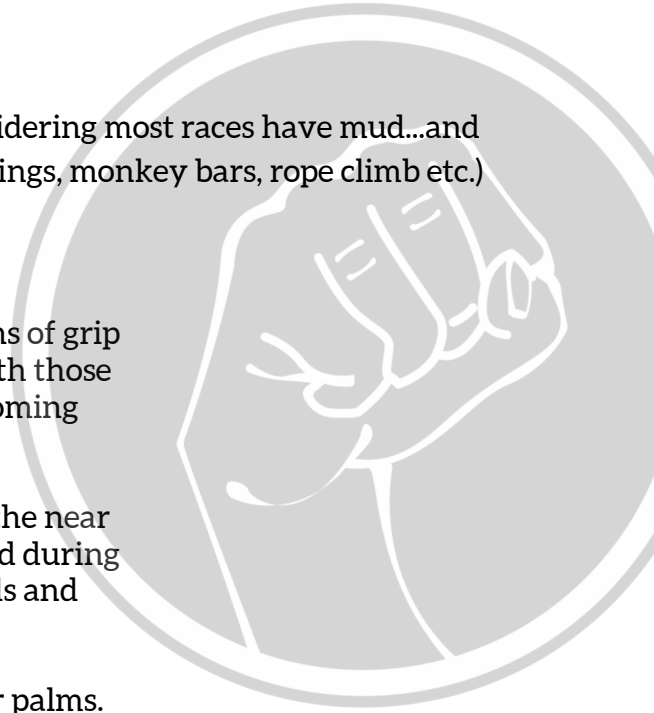 idering most races have mud...and
ings, monkey bars, rope climb etc.)
ns of grip
th those
oming
he near
d during
ls and
r palms.